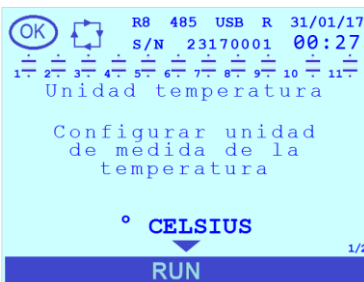 OK R8 485 USB R 31/01/17
S/N 23170001 00:27
1 2 3 4 5 6 7 8 9 10 11
Unidad temperatura
Configurar unidad
de medida de la
temperatura
° CELSIUS
1/2
RUN